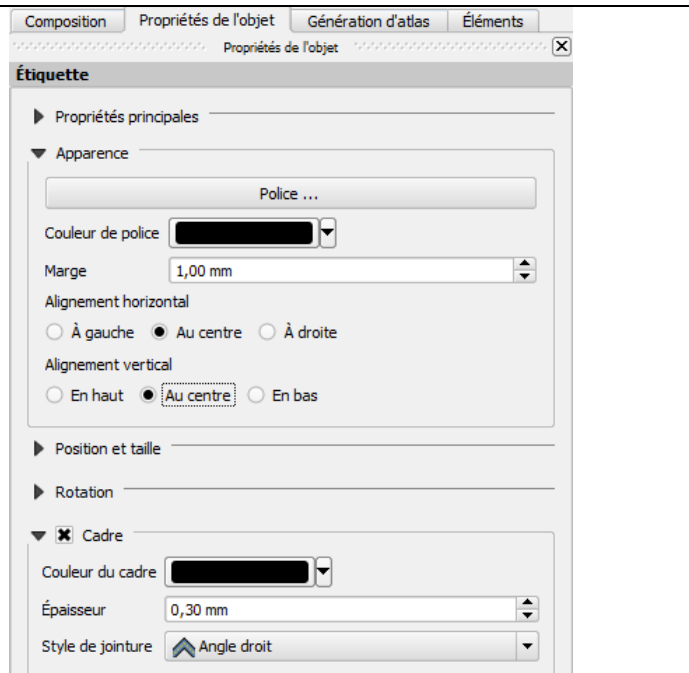 Composition Propriétés de l'objet Génération d'atlas Éléments
Propriétés de l'objet
Étiquette
Propriétés principales
Apparence
Police ...
Couleur de police
Marge 1,00 mm
Alignement horizontal
À gauche Au centre À droite
Alignement vertical
En haut Au centre En bas
Position et taille
Rotation
Cadre
Couleur du cadre
Épaisseur 0,30 mm
Style de jointure Angle droit